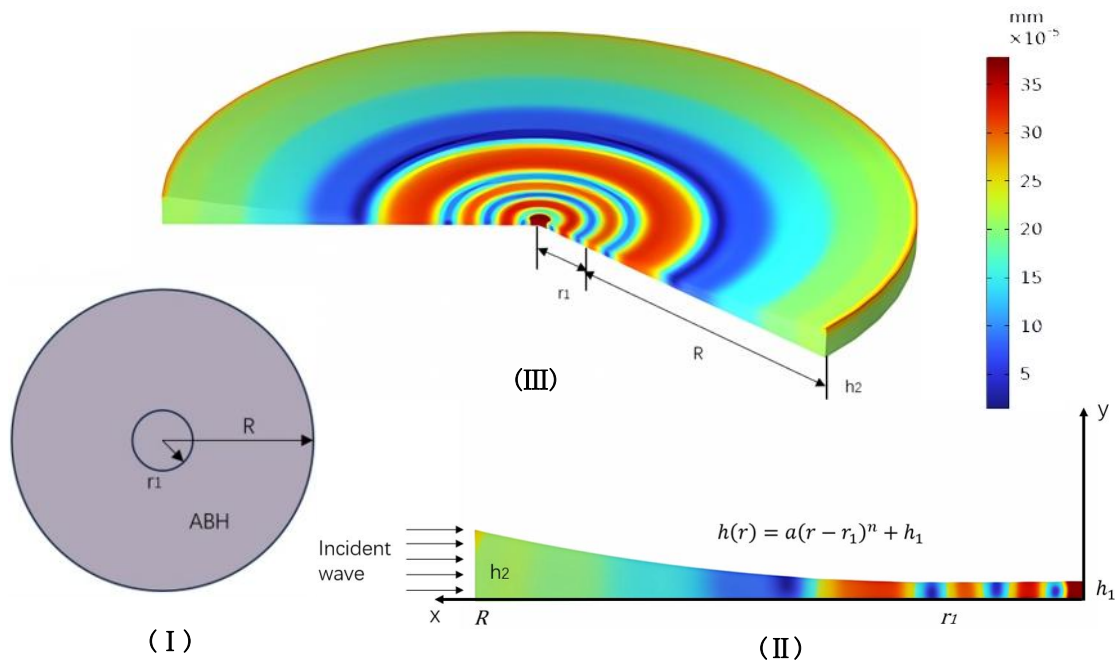 mm
×10⁻⁵
35
30
25
20
15
10
5
r1
R
h2
(Ⅲ)
R
r1
ABH
(Ⅰ)
y
h(r) = a(r − r₁)ⁿ + h₁
Incident
wave
h2
h₁
x
R
r₁
(Ⅱ)